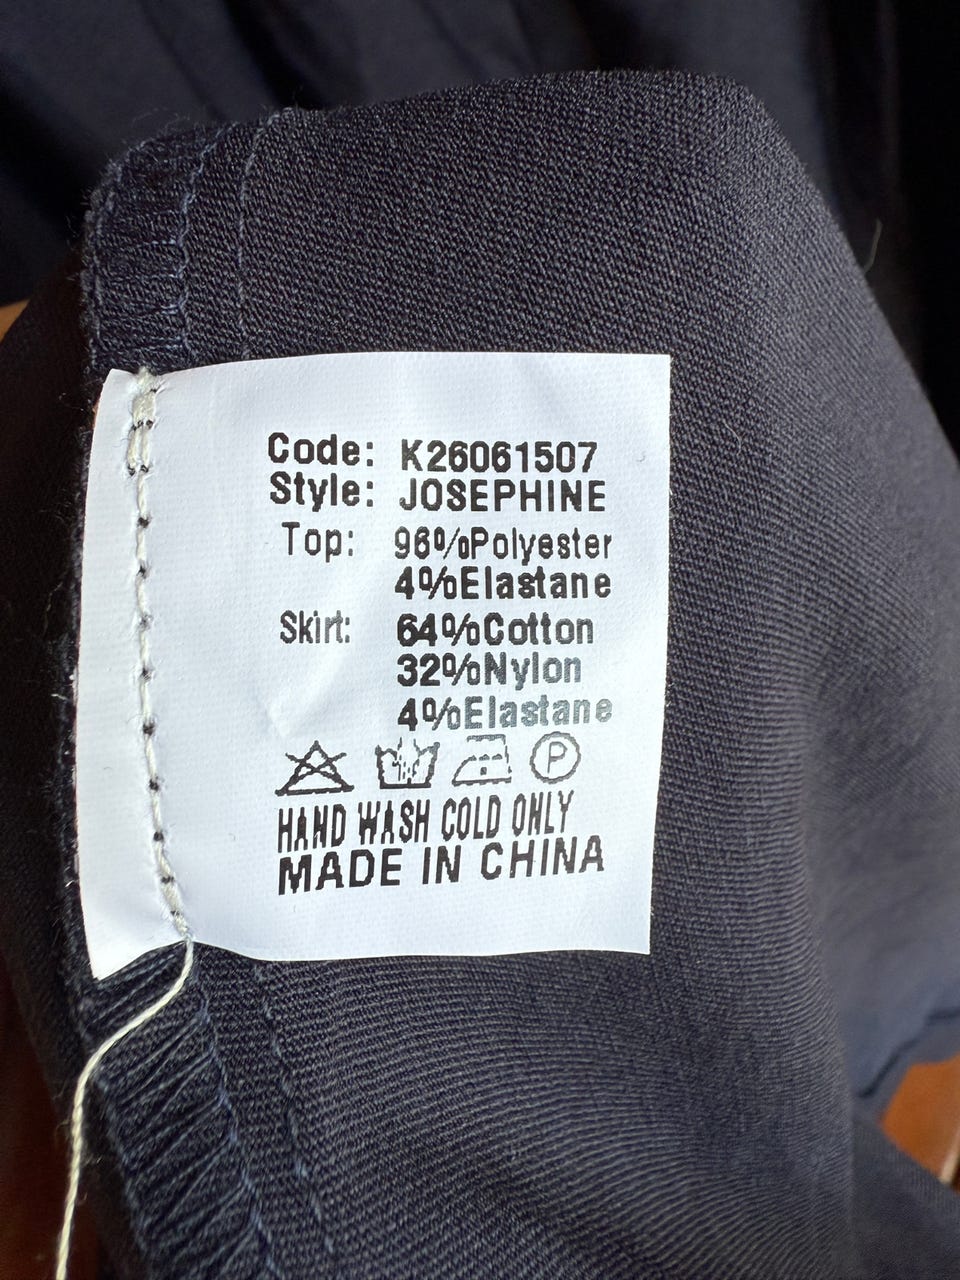 Code: K26061507
Style: JOSEPHINE
Top: 96%Polyester
4%Elastane
Skirt: 64%Cotton
32%Nylon
4%Elastane
P
HAND WASH COLD ONLY
MADE IN CHINA